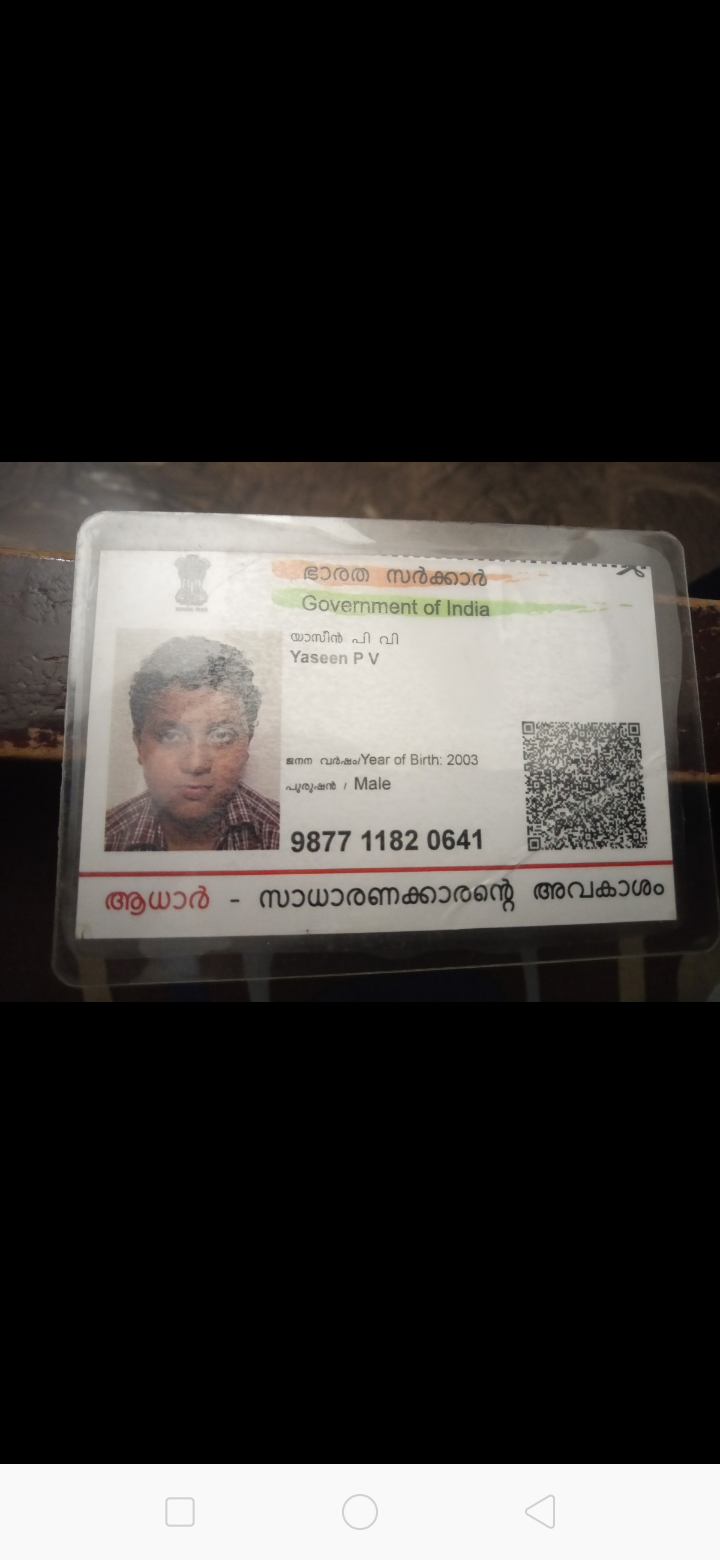 ഭാരത സർക്കാർ
Government of India
യാസീൻ പി വി
Yaseen P V
ജനന വർഷം/Year of Birth: 2003
പുരുഷൻ / Male
9877 1182 0641
ആധാർ - സാധാരണക്കാരന്റെ അവകാശം